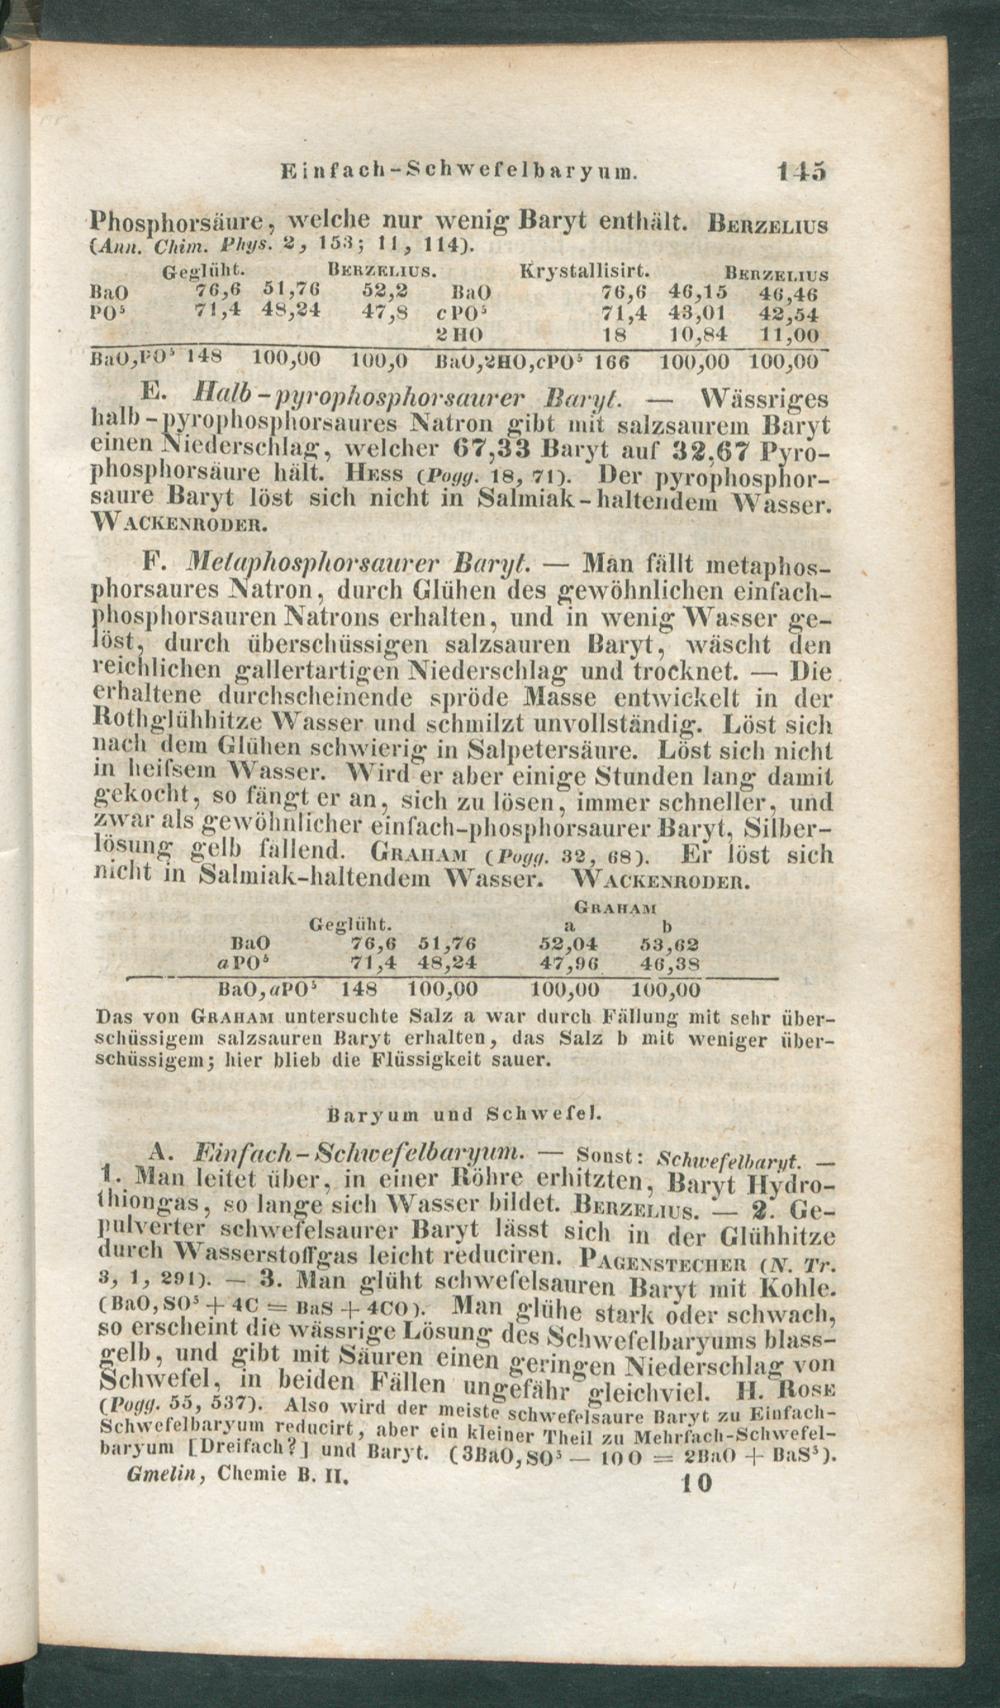 Einfach-Schwefelbaryum. 145
Phosphorsäure, welche nur wenig Baryt enthält. BERZELIUS
(Ann. Chim. Phys. 2, 153; 11, 114).
Geglüht. BERZELIUS. Krystallisirt. BERZELIUS
BaO 76,6 51,76 52,2 BaO 76,6 46,15 46,46
PO⁵ 71,4 48,24 47,8 cPO⁵ 71,4 43,01 42,54
2HO 18 10,84 11,00
BaO,PO⁵ 148 100,00 100,0 BaO,2HO,cPO⁵ 166 100,00 100,00
E. Halb-pyrophosphorsaurer Baryt. — Wässriges
halb-pyrophosphorsaures Natron gibt mit salzsaurem Baryt
einen Niederschlag, welcher 67,33 Baryt auf 32,67 Pyro-
phosphorsäure hält. HESS (Pogg. 18, 71). Der pyrophosphor-
saure Baryt löst sich nicht in Salmiak-haltendem Wasser.
WACKENRODER.
F. Metaphosphorsaurer Baryt. — Man fällt metaphos-
phorsaures Natron, durch Glühen des gewöhnlichen einfach-
phosphorsauren Natrons erhalten, und in wenig Wasser ge-
löst, durch überschüssigen salzsauren Baryt, wäscht den
reichlichen gallertartigen Niederschlag und trocknet. — Die
erhaltene durchscheinende spröde Masse entwickelt in der
Rothglühhitze Wasser und schmilzt unvollständig. Löst sich
nach dem Glühen schwierig in Salpetersäure. Löst sich nicht
in heifsem Wasser. Wird er aber einige Stunden lang damit
gekocht, so fängt er an, sich zu lösen, immer schneller, und
zwar als gewöhnlicher einfach-phosphorsaurer Baryt, Silber-
lösung gelb fällend. GRAHAM (Pogg. 32, 68). Er löst sich
nicht in Salmiak-haltendem Wasser. WACKENRODER.
GRAHAM
Geglüht. a b
BaO 76,6 51,76 52,04 53,62
aPO⁵ 71,4 48,24 47,96 46,38
BaO,aPO⁵ 148 100,00 100,00 100,00
Das von GRAHAM untersuchte Salz a war durch Fällung mit sehr über-
schüssigem salzsauren Baryt erhalten, das Salz b mit weniger über-
schüssigem; hier blieb die Flüssigkeit sauer.
Baryum und Schwefel.
A. Einfach-Schwefelbaryum. — Sonst: Schwefelbaryt. —
1. Man leitet über, in einer Röhre erhitzten, Baryt Hydro-
thiongas, so lange sich Wasser bildet. BERZELIUS. — 2. Ge-
pulverter schwefelsaurer Baryt lässt sich in der Glühhitze
durch Wasserstoffgas leicht reduciren. PAGENSTECHER (N. Tr.
3, 1, 291). — 3. Man glüht schwefelsauren Baryt mit Kohle.
(BaO,SO³ + 4C = BaS + 4CO). Man glühe stark oder schwach,
so erscheint die wässrige Lösung des Schwefelbaryums blass-
gelb, und gibt mit Säuren einen geringen Niederschlag von
Schwefel, in beiden Fällen ungefähr gleichviel. H. ROSE
(Pogg. 55, 537). Also wird der meiste schwefelsaure Baryt zu Einfach-
Schwefelbaryum reducirt, aber ein kleiner Theil zu Mehrfach-Schwefel-
baryum [Dreifach?] und Baryt. (3BaO,SO³ — 10O = 2BaO + BaS³).
Gmelin, Chemie B. II. 10